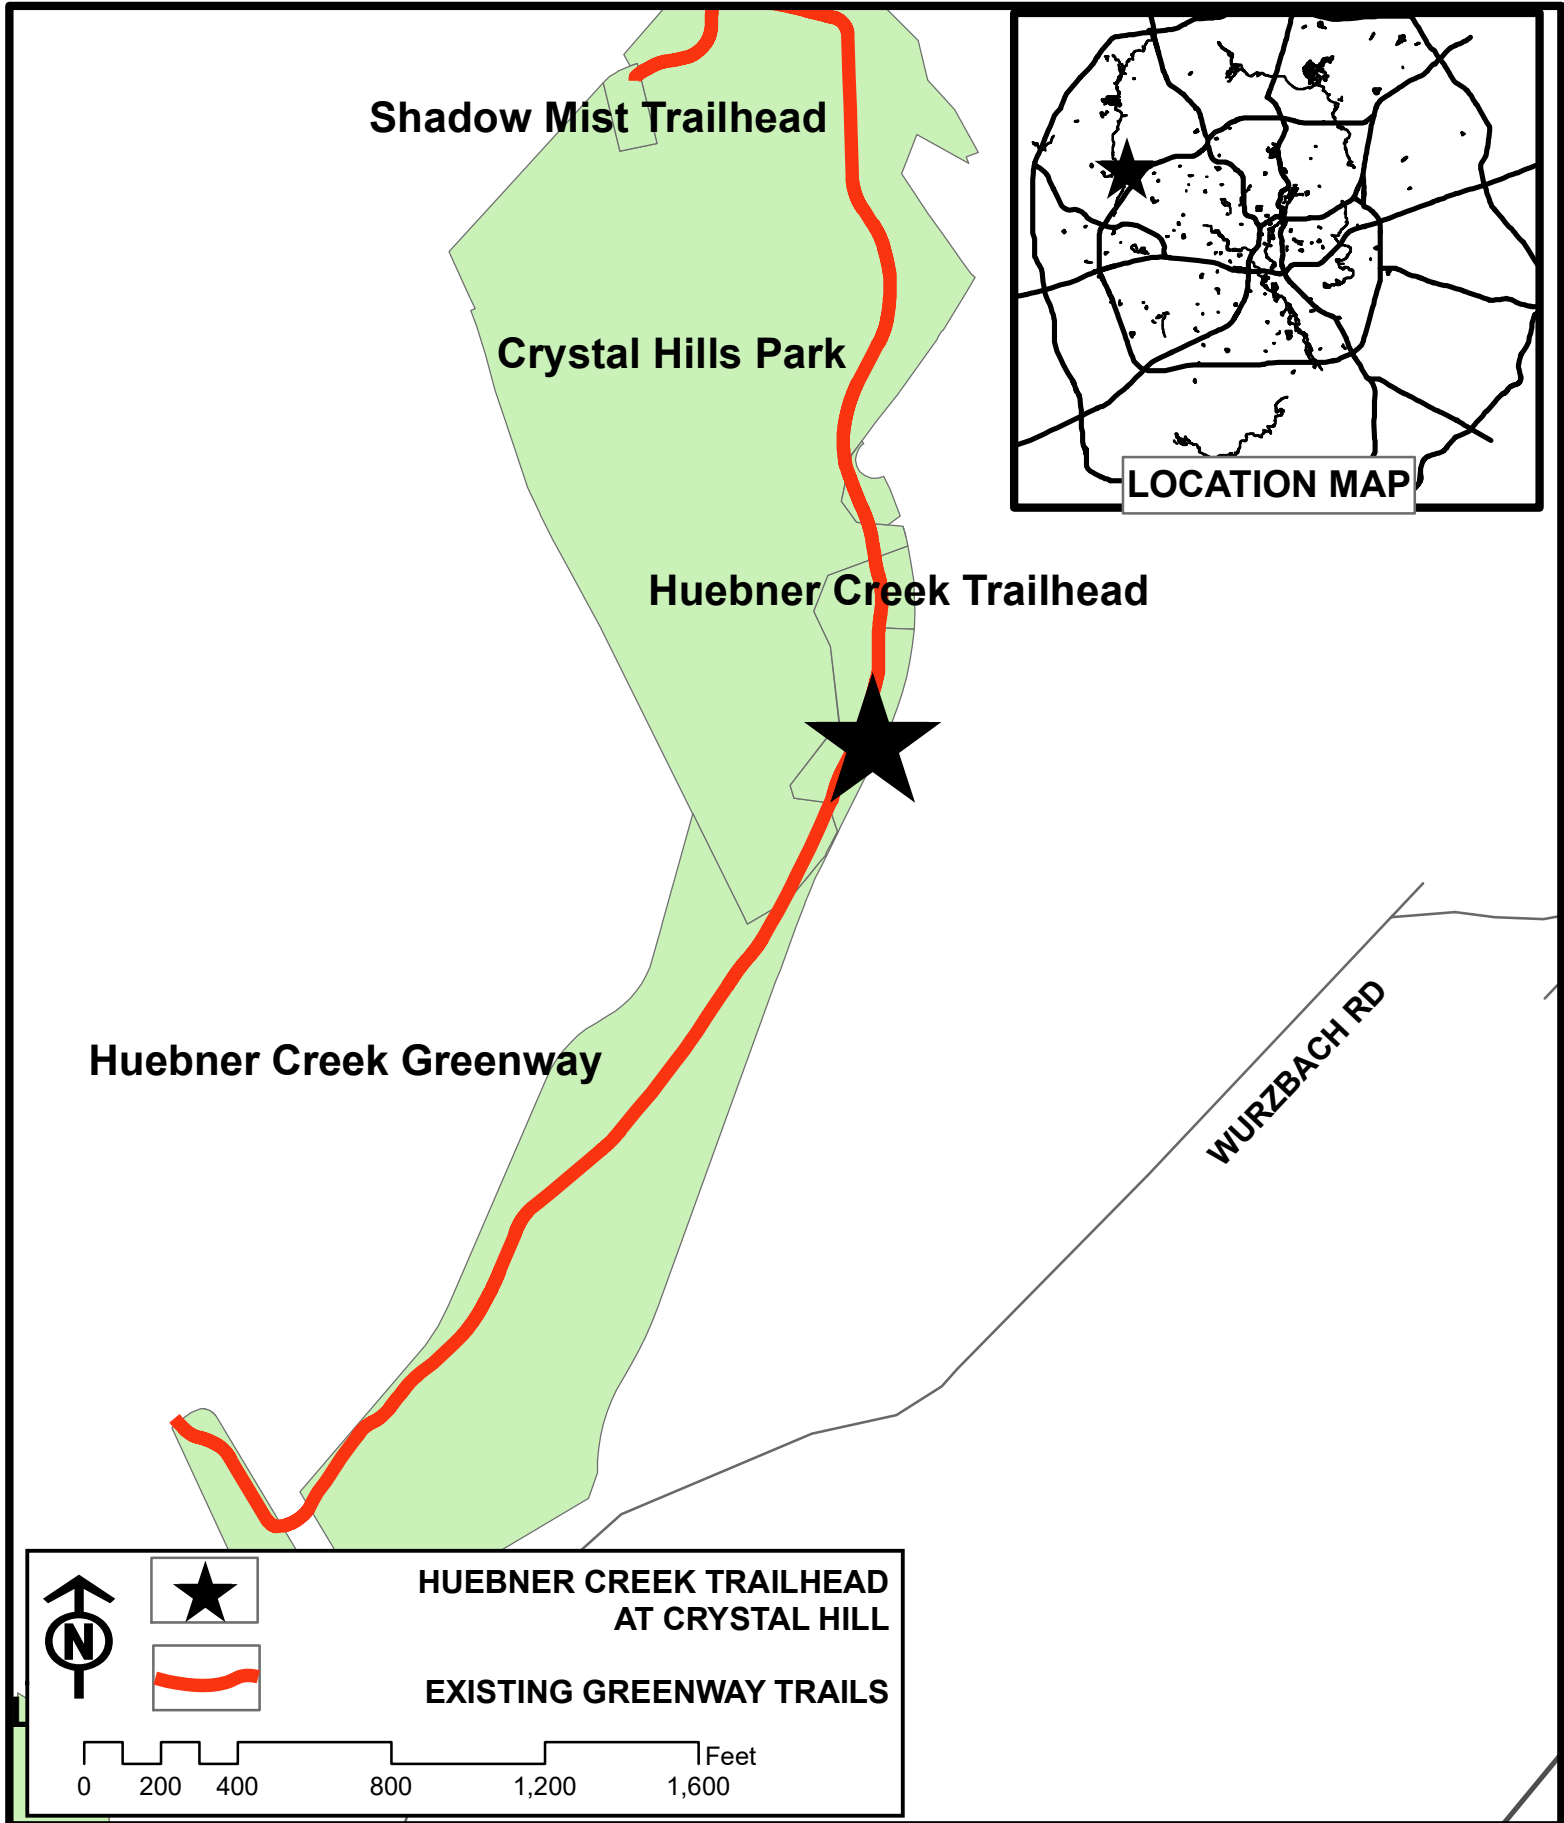 Shadow Mist Trailhead
Crystal Hills Park
LOCATION MAP
Huebner Creek Trailhead
Huebner Creek Greenway
WURZBACH RD
N
HUEBNER CREEK TRAILHEAD
AT CRYSTAL HILL
EXISTING GREENWAY TRAILS
Feet
0 200 400 800 1,200 1,600